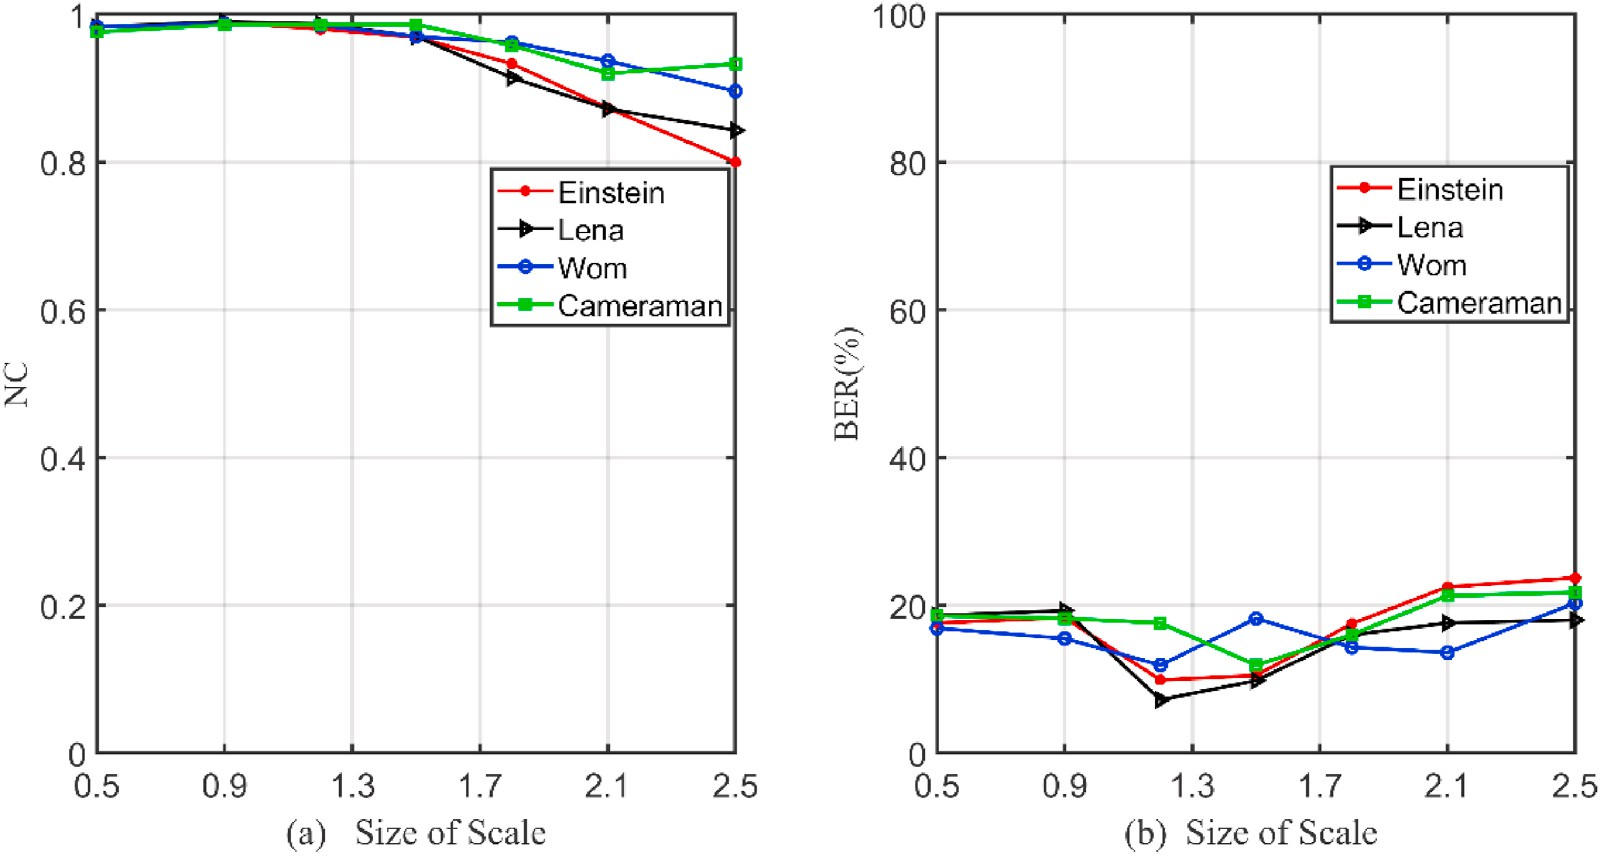 1
0.8
0.6
0.4
0.2
0
NC
Einstein
Lena
Wom
Cameraman
0.5 0.9 1.3 1.7 2.1 2.5
(a) Size of Scale
100
80
60
40
20
0
BER(%)
Einstein
Lena
Wom
Cameraman
0.5 0.9 1.3 1.7 2.1 2.5
(b) Size of Scale